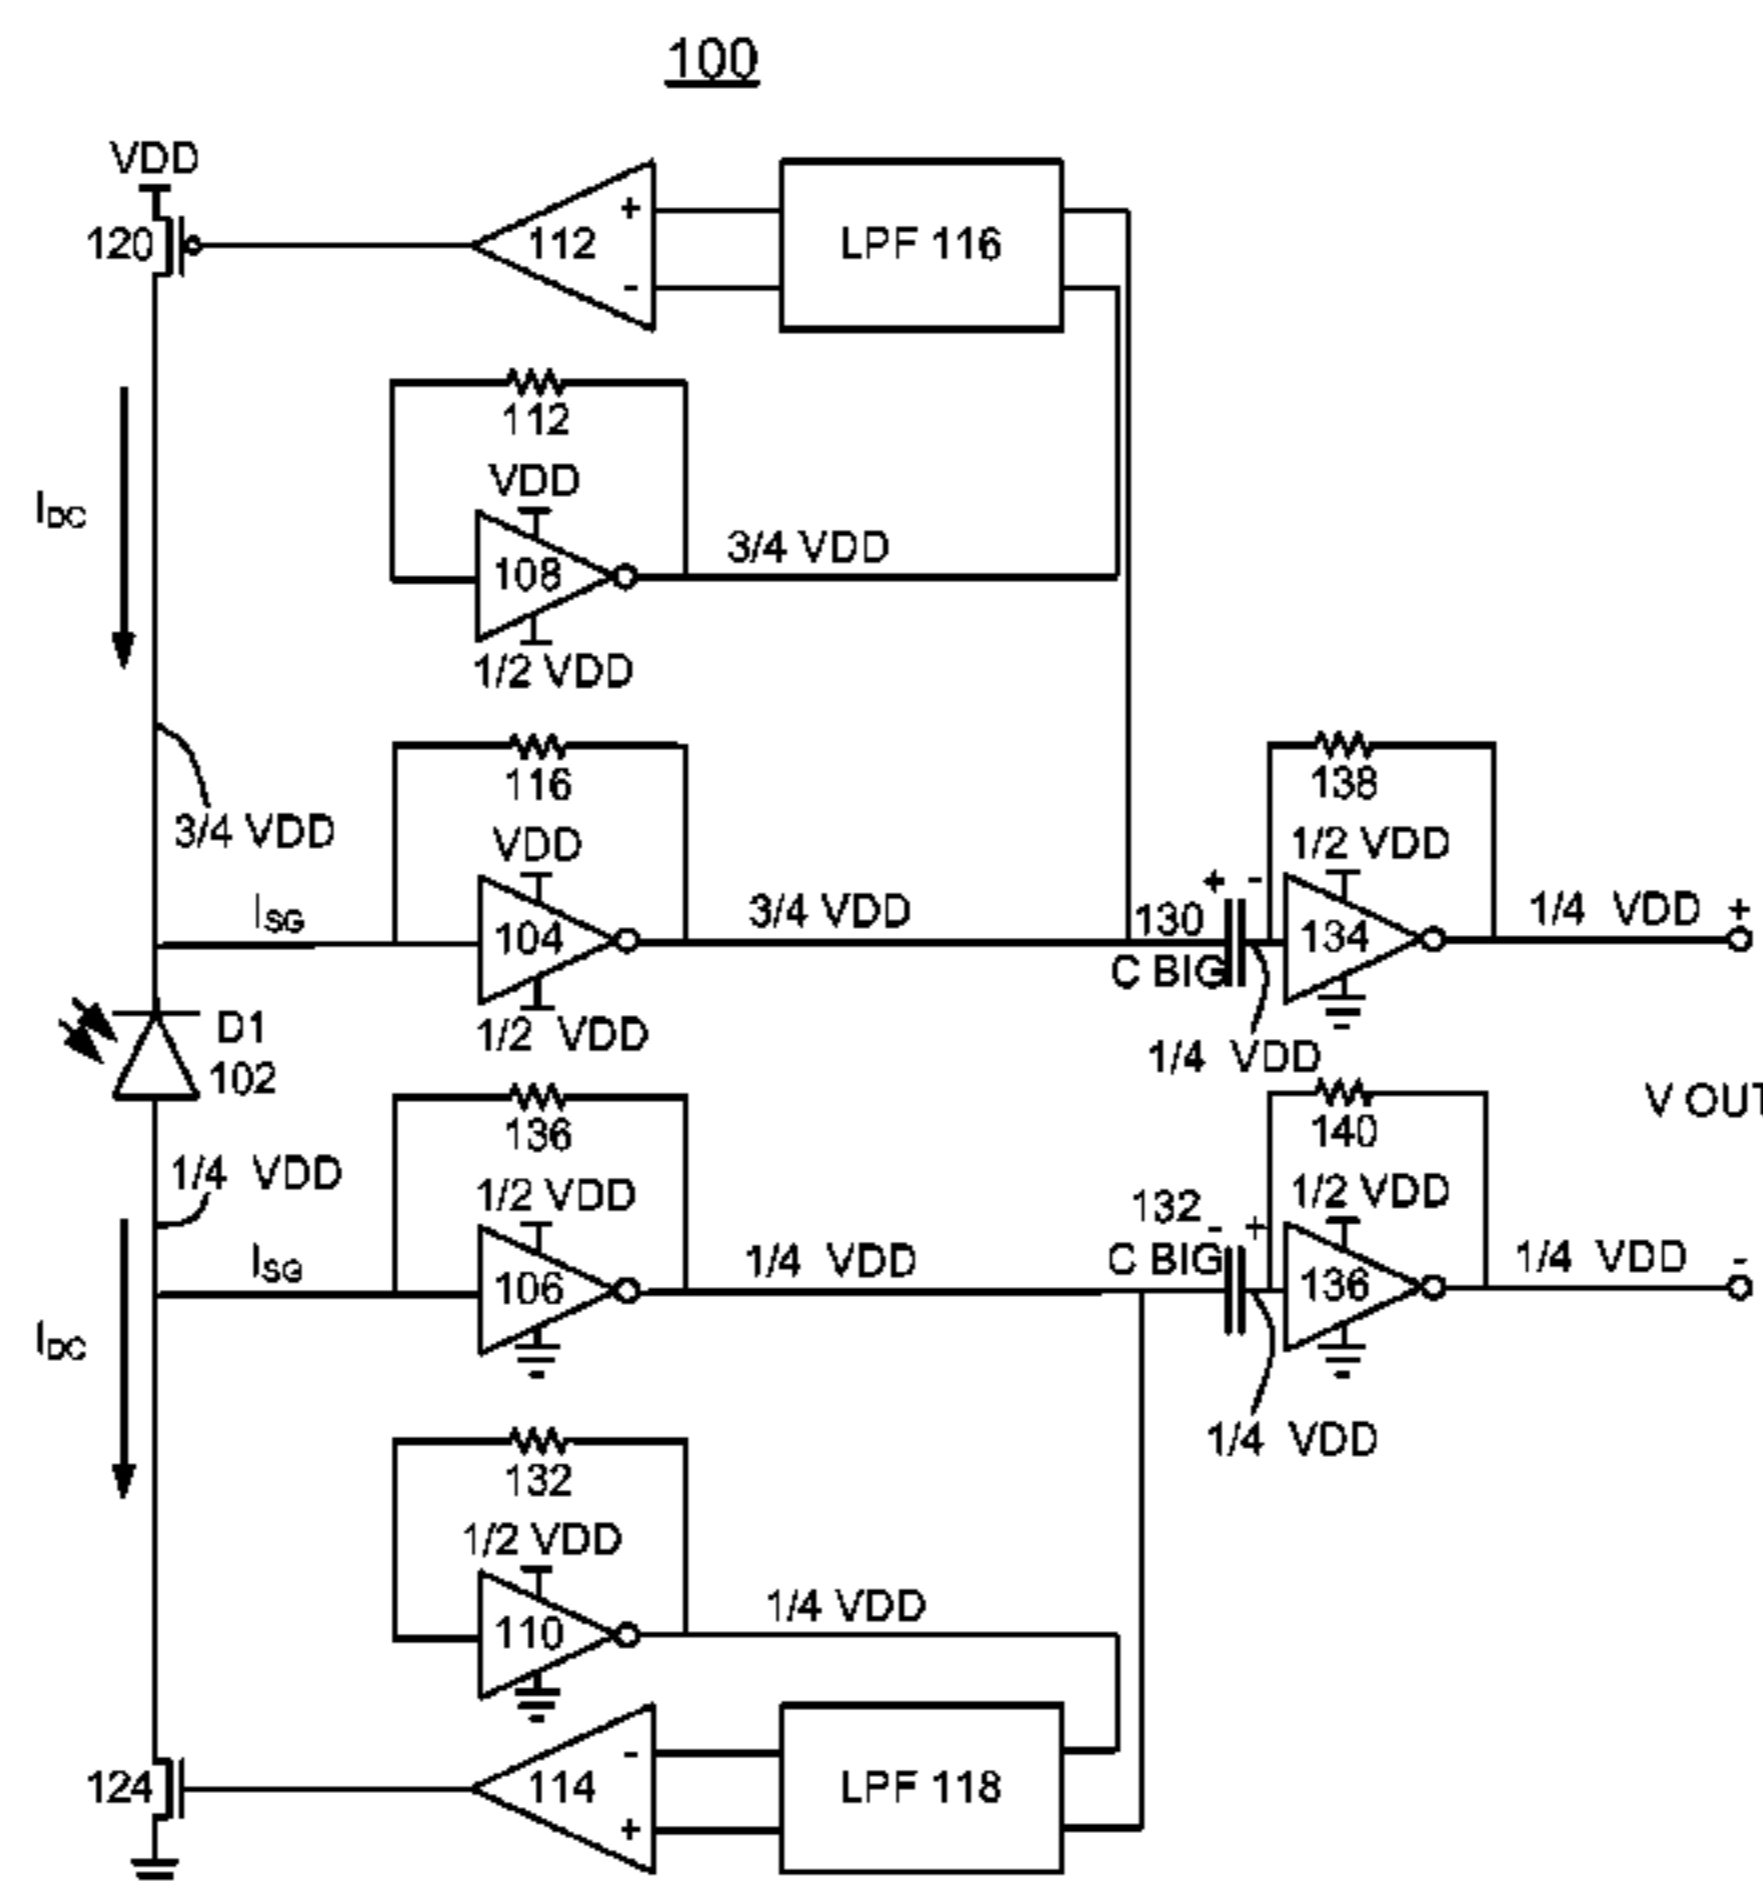 100
VDD
120
+
112
-
LPF 116
112
VDD
I DC
108
3/4 VDD
1/2 VDD
116
138
3/4 VDD
VDD
1/2 VDD
I SG
104
3/4 VDD
130
+ -
134
1/4 VDD +
C BIG
D1
1/2 VDD
1/4 VDD
102
136
140
V OUT
1/4 VDD
1/2 VDD
1/2 VDD
132
- +
I SG
106
1/4 VDD
C BIG
136
1/4 VDD -
I DC
1/4 VDD
132
1/2 VDD
110
1/4 VDD
124
-
114
+
LPF 118